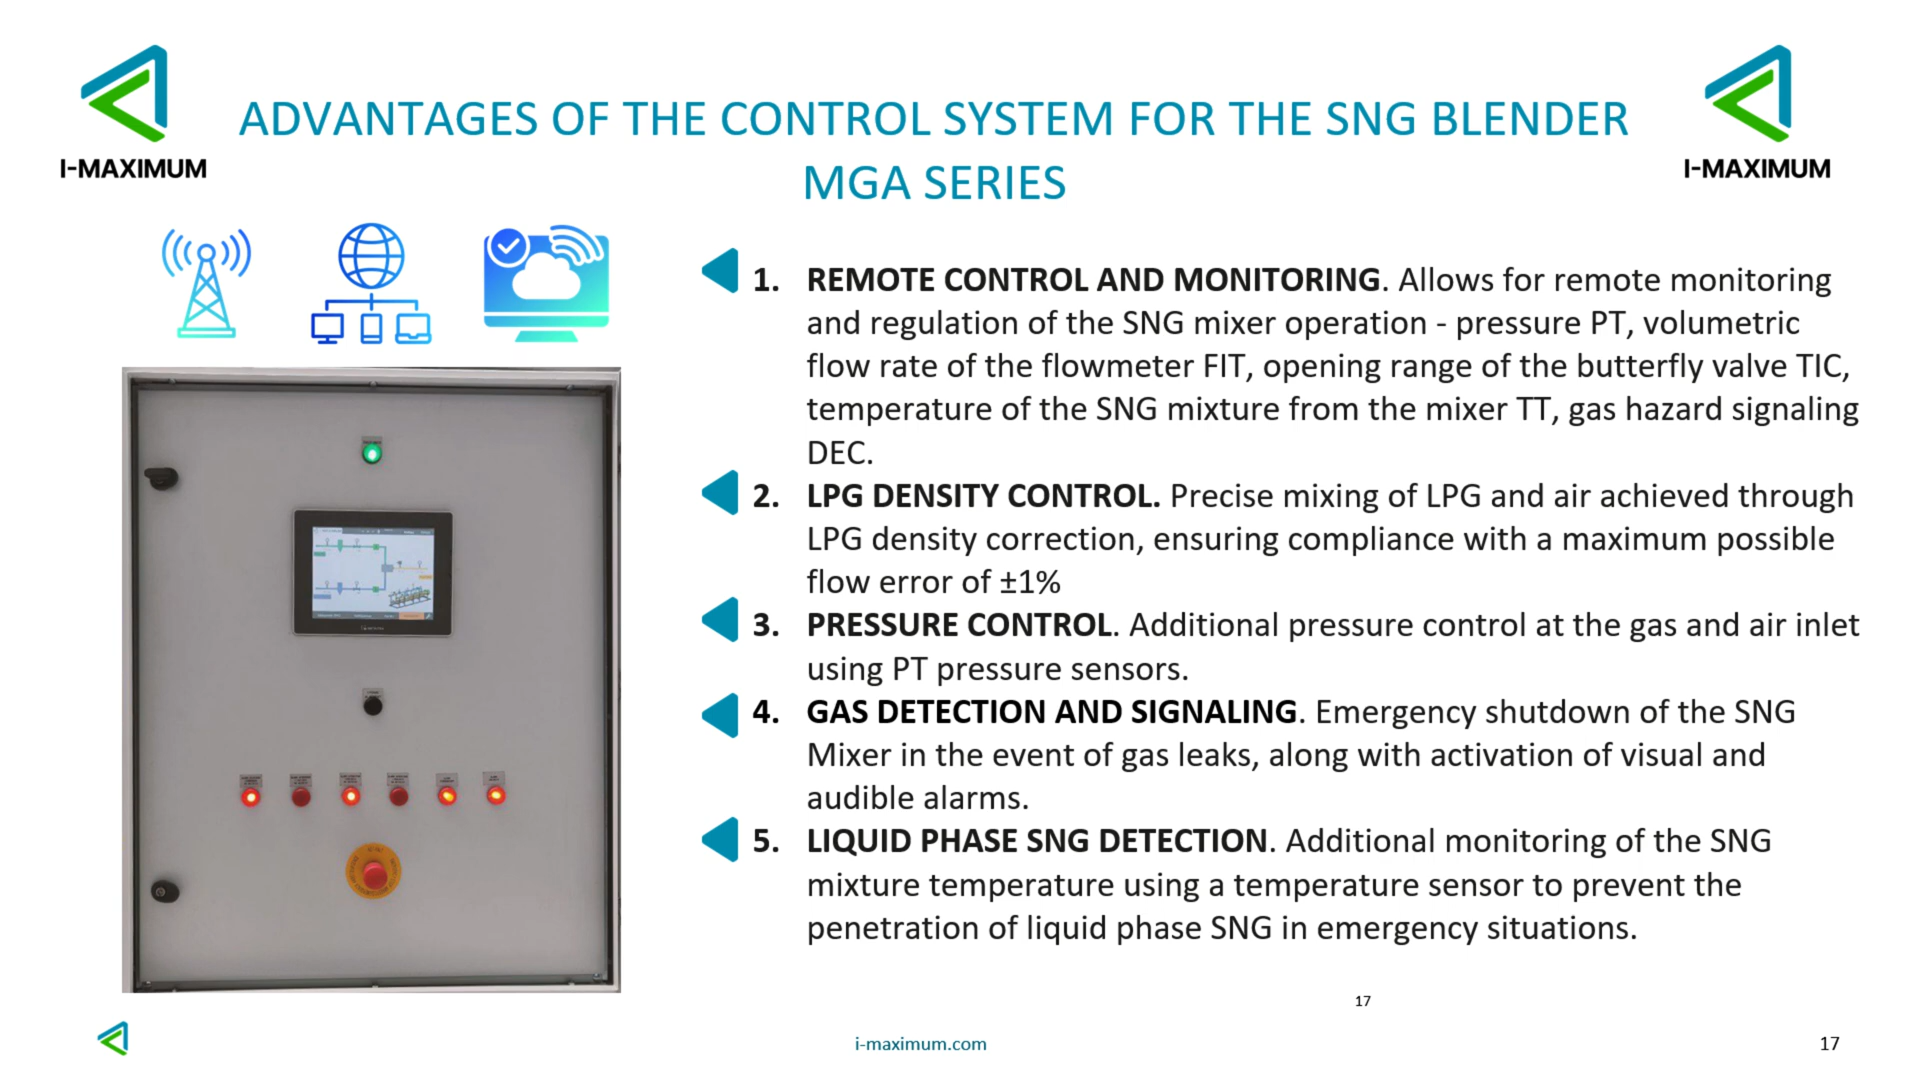 I-MAXIMUM
ADVANTAGES OF THE CONTROL SYSTEM FOR THE SNG BLENDER
MGA SERIES
I-MAXIMUM
1. REMOTE CONTROL AND MONITORING. Allows for remote monitoring
and regulation of the SNG mixer operation - pressure PT, volumetric
flow rate of the flowmeter FIT, opening range of the butterfly valve TIC,
temperature of the SNG mixture from the mixer TT, gas hazard signaling
DEC.
2. LPG DENSITY CONTROL. Precise mixing of LPG and air achieved through
LPG density correction, ensuring compliance with a maximum possible
flow error of ±1%
3. PRESSURE CONTROL. Additional pressure control at the gas and air inlet
using PT pressure sensors.
4. GAS DETECTION AND SIGNALING. Emergency shutdown of the SNG
Mixer in the event of gas leaks, along with activation of visual and
audible alarms.
5. LIQUID PHASE SNG DETECTION. Additional monitoring of the SNG
mixture temperature using a temperature sensor to prevent the
penetration of liquid phase SNG in emergency situations.
17
i-maximum.com
17